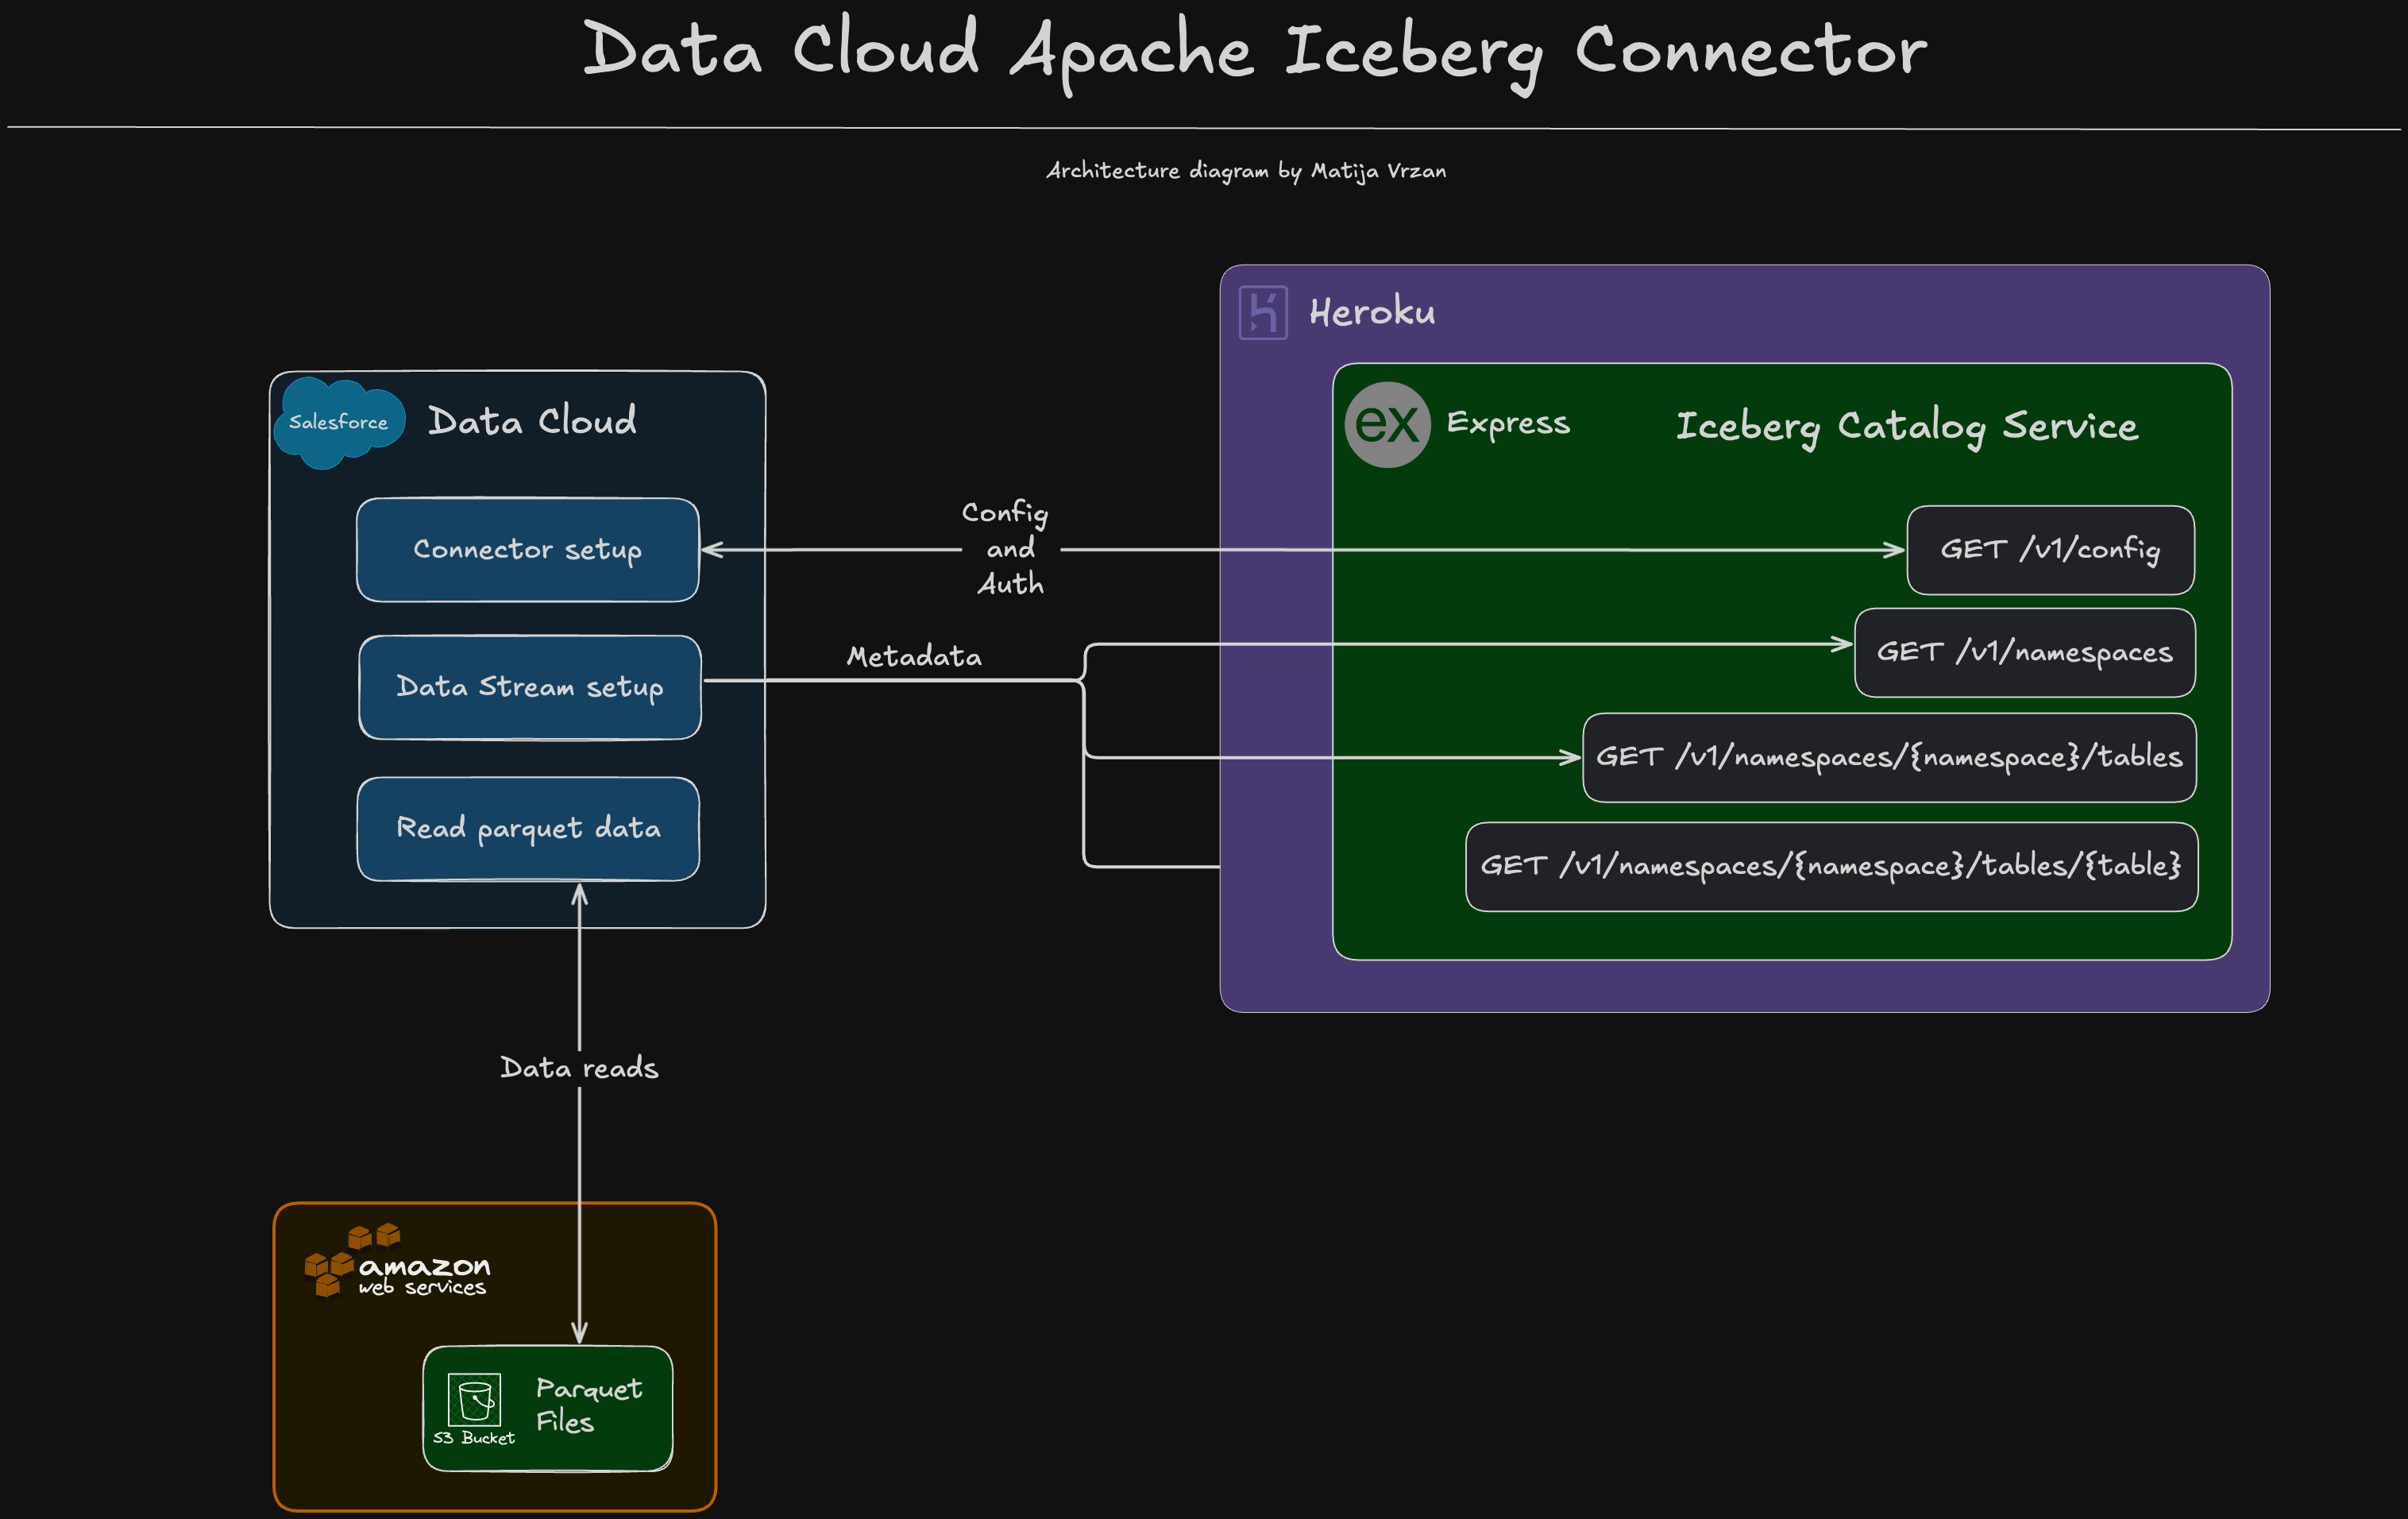 Data Cloud Apache Iceberg Connector
Architecture diagram by Matija Vrzan
Heroku
Salesforce
Data Cloud
ex
Express
Iceberg Catalog Service
Connector setup
Config
and
Auth
GET /v1/config
Data Stream setup
Metadata
GET /v1/namespaces
GET /v1/namespaces/{namespace}/tables
Read parquet data
GET /v1/namespaces/{namespace}/tables/{table}
Data reads
amazon
web services
S3 Bucket
Parquet
Files